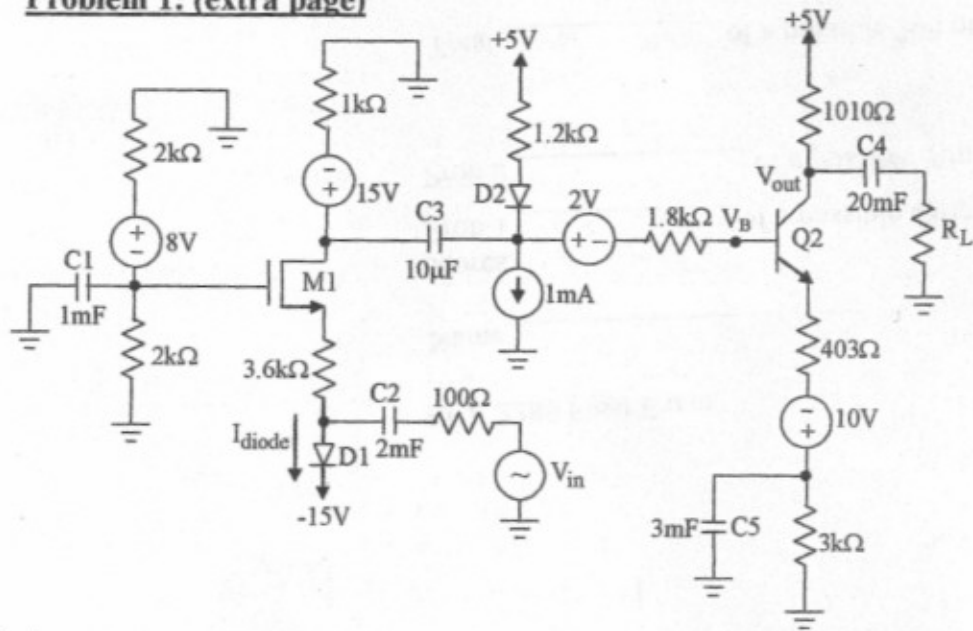 Problem 1: (extra page)
+5V
+5V
1kΩ
2kΩ
1.2kΩ
1010Ω
C4
Vout
20mF
RL
15V
8V
D2
2V
1.8kΩ
VB
Q2
C3
10μF
C1
1mF
M1
1mA
2kΩ
3.6kΩ
403Ω
C2
100Ω
2mF
10V
Idiode
D1
Vin
-15V
3mF
C5
3kΩ